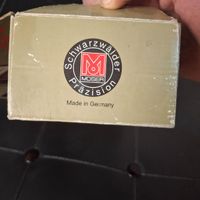 Schwarzwälder
MOSER
Präzision
Made in Germany